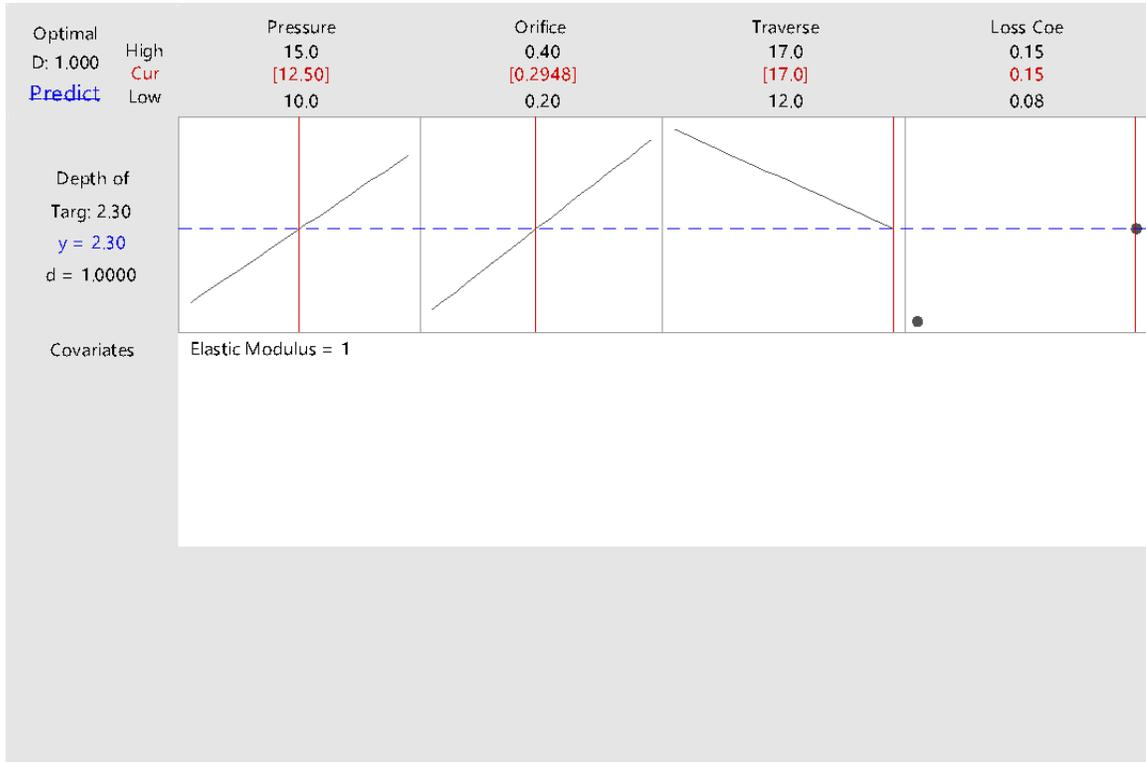 Optimal
D: 1.000
Predict
High
Cur
Low
Pressure
15.0
[12.50]
10.0
Orifice
0.40
[0.2948]
0.20
Traverse
17.0
[17.0]
12.0
Loss Coe
0.15
0.15
0.08
Depth of
Targ: 2.30
y = 2.30
d = 1.0000
Covariates
Elastic Modulus = 1